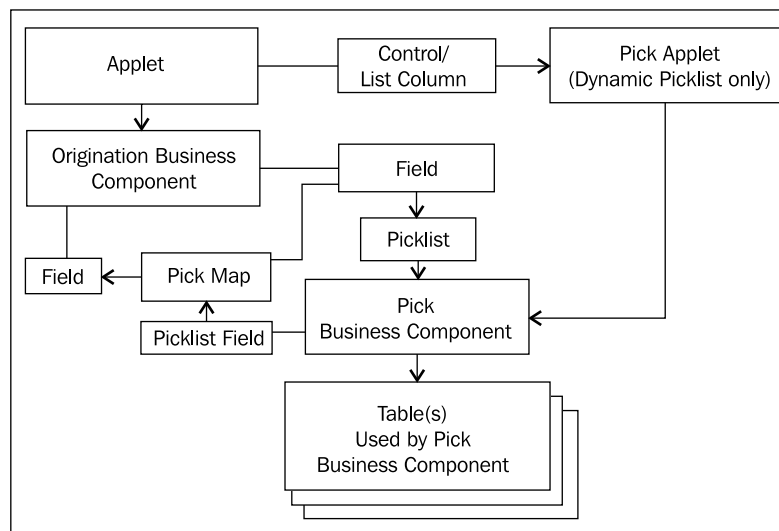 Applet
Control/
List Column
Pick Applet
(Dynamic Picklist only)
Origination Business
Component
Field
Picklist
Field
Pick Map
Picklist Field
Pick
Business Component
Table(s)
Used by Pick
Business Component